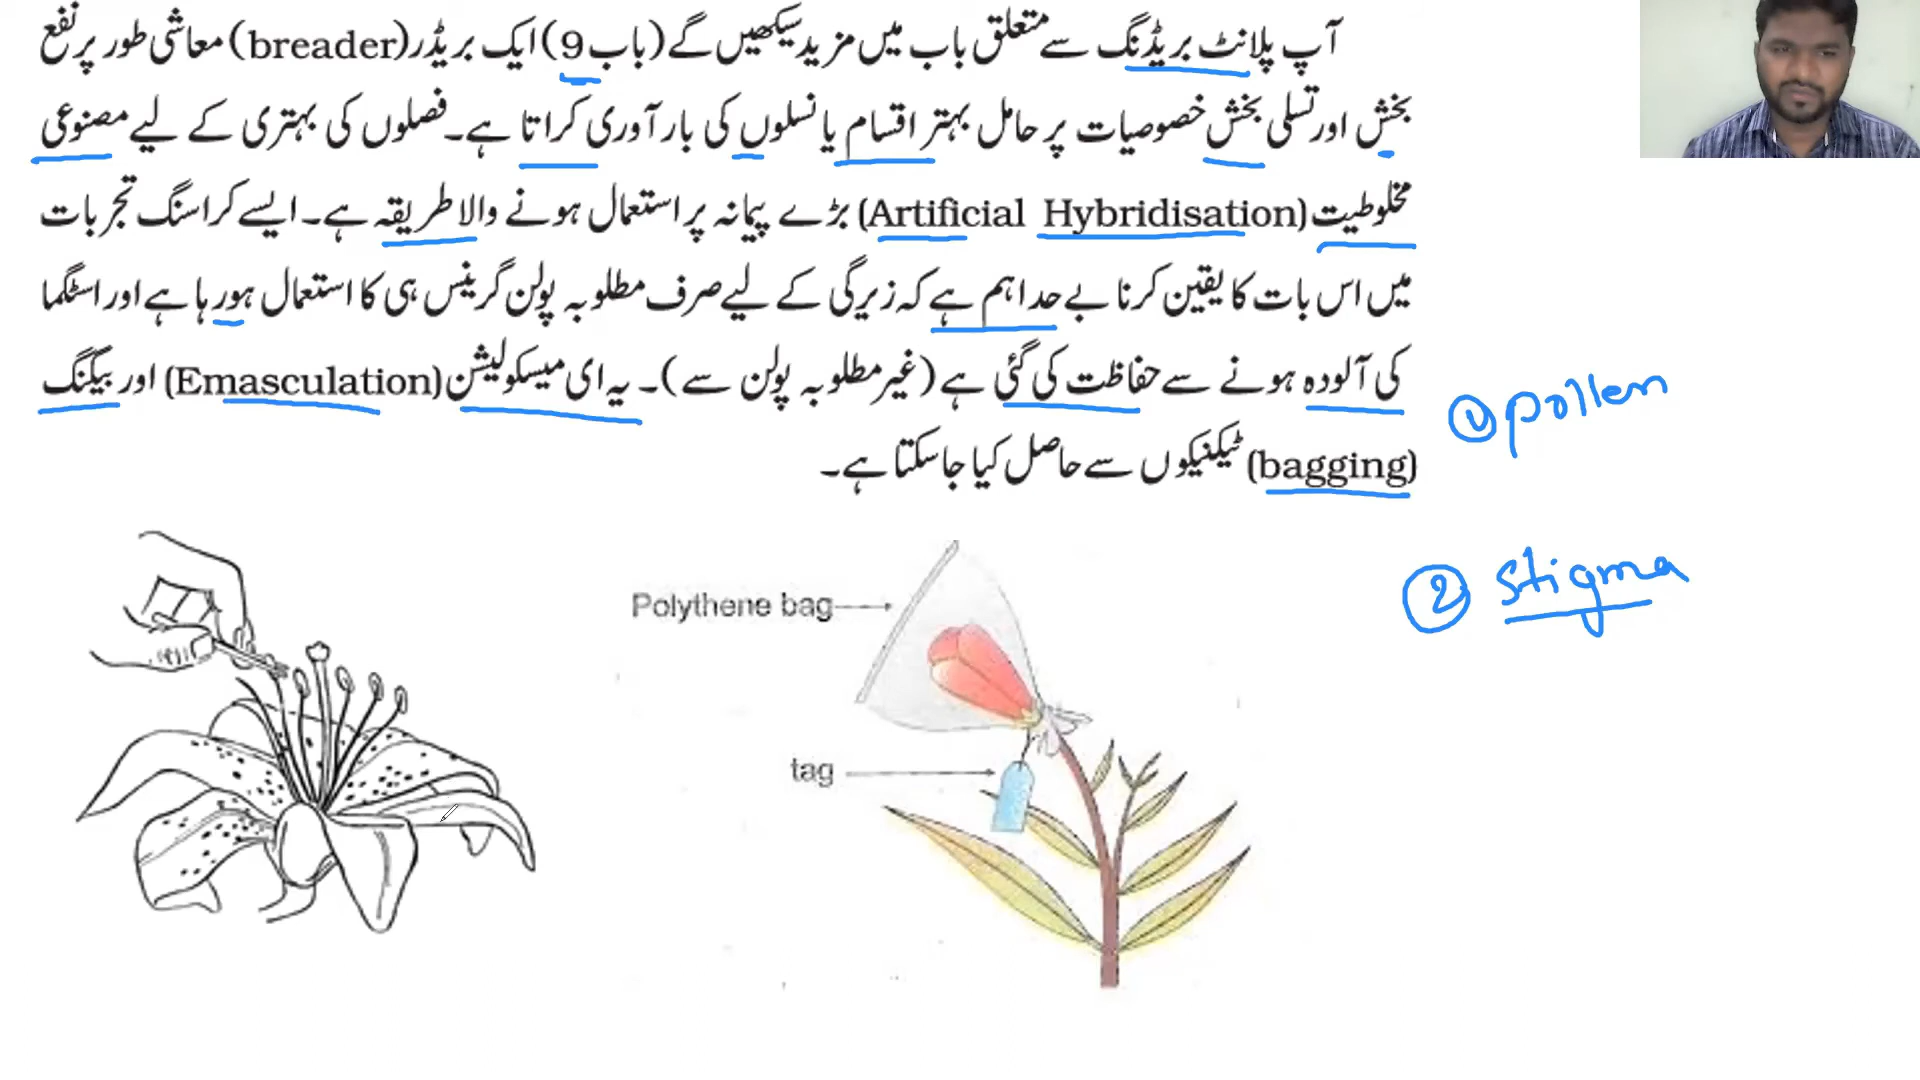 آپ پلانٹ بریڈنگ سے متعلق باب میں مزید سیکھیں گے (باب 9) ایک بریڈر (breader) معاشی طور پر نفع
بخش اور تسلی بخش خصوصیات پر حامل بہتر اقسام یا نسلوں کی بار آوری کراتا ہے۔ فصلوں کی بہتری کے لیے مصنوعی
مخلوطیت (Artificial Hybridisation) بڑے پیمانہ پر استعمال ہونے والا طریقہ ہے۔ ایسے کراسنگ تجربات
میں اس بات کا یقین کرنا بے حد اہم ہے کہ زیرگی کے لیے صرف مطلوبہ پولن گرینس ہی کا استعمال ہو رہا ہے اور اسٹگما
کی آلودہ ہونے سے حفاظت کی گئی ہے (غیر مطلوبہ پولن سے)۔ یہ ای میسکولیشن (Emasculation) اور بیگنگ
(bagging) ٹیکنیکوں سے حاصل کیا جاسکتا ہے۔
① pollen
② Stigma
Polythene bag
tag